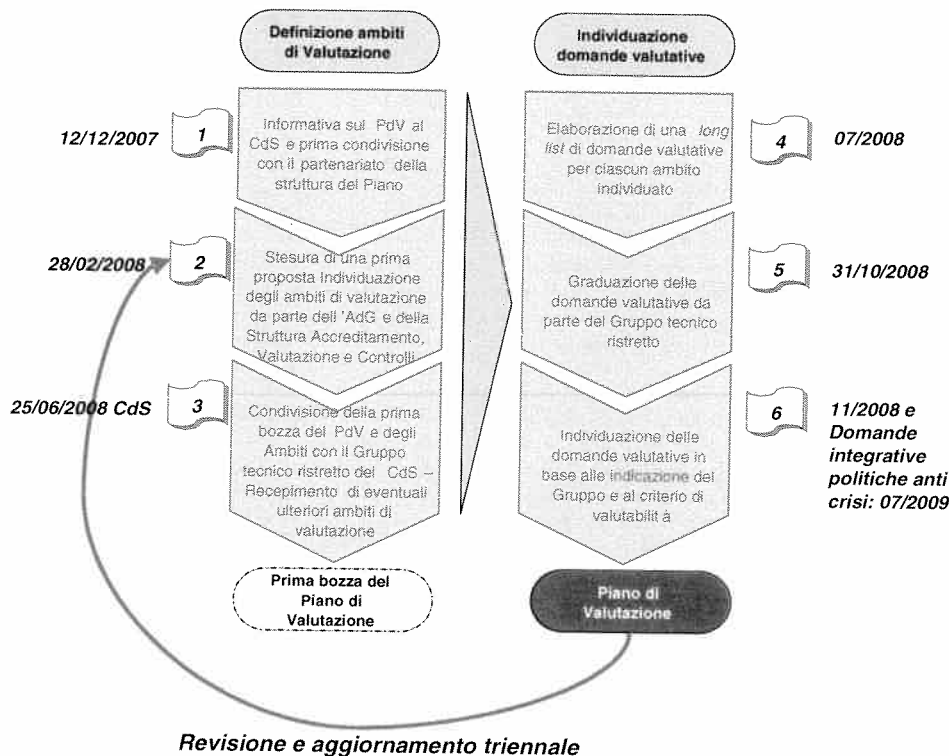 Definizione ambiti
di Valutazione
12/12/2007
1
Informativa sul PdV al
CdS e prima condivisione
con il partenariato della
struttura del Piano
28/02/2008
2
Stesura di una prima
proposta Individuazione
degli ambiti di valutazione
da parte dell 'AdG e della
Struttura Accreditamento,
Valutazione e Controlli
25/06/2008 CdS
3
Condivisione della prima
bozza del PdV e degli
Ambiti con il Gruppo
tecnico ristretto del CdS –
Recepimento di eventuali
ulteriori ambiti di
valutazione
Prima bozza del
Piano di
Valutazione
Individuazione
domande valutative
Elaborazione di una long
list di domande valutative
per ciascun ambito
individuato
4
07/2008
Graduazione delle
domande valutative da
parte del Gruppo tecnico
ristretto
5
31/10/2008
Individuazione delle
domande valutative in
base alle indicazione del
Gruppo e al criterio di
valutabilit à
6
11/2008 e
Domande
integrative
politiche anti
crisi: 07/2009
Piano di
Valutazione
Revisione e aggiornamento triennale